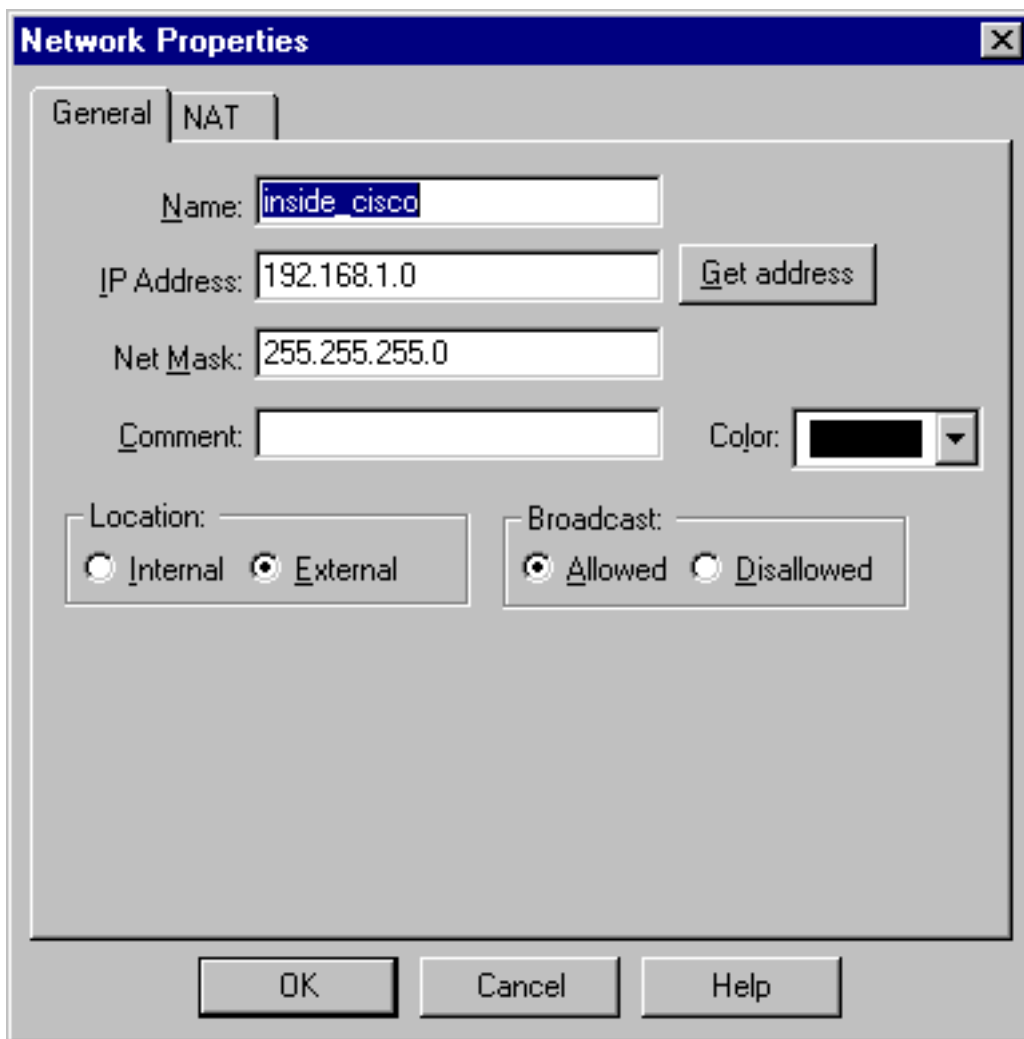 Network Properties
General NAT
Name: inside_cisco
IP Address: 192.168.1.0 Get address
Net Mask: 255.255.255.0
Comment: Color:
Location: Broadcast:
Internal External Allowed Disallowed
OK Cancel Help